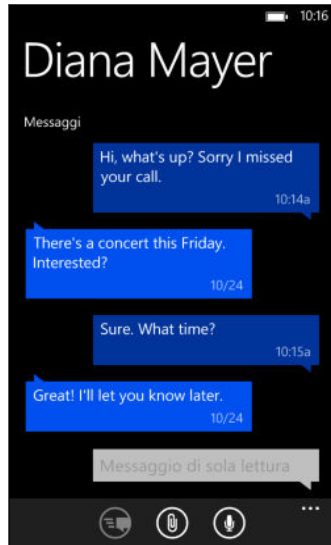 10:16
Diana Mayer
Messaggi
Hi, what's up? Sorry I missed
your call.
10:14a
There's a concert this Friday.
Interested?
10/24
Sure. What time?
10:15a
Great! I'll let you know later.
10/24
Messaggio di sola lettura